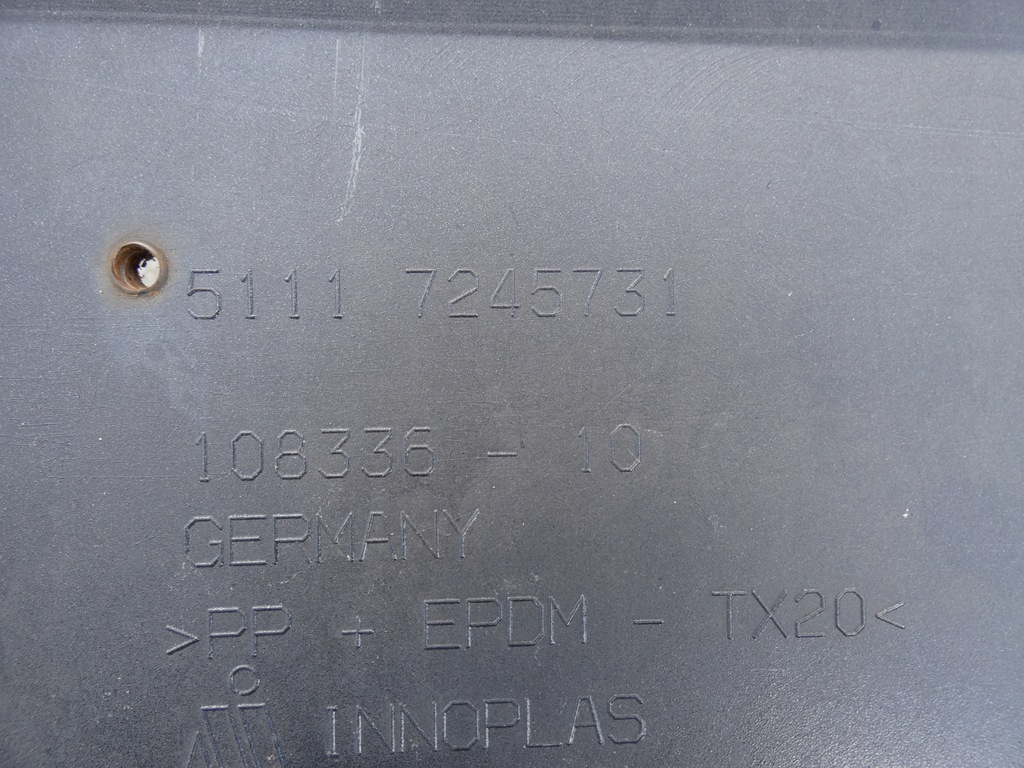 5111 7245731
108336 - 10
GERMANY
>PP + EPDM - TX20<
INNOPLAS